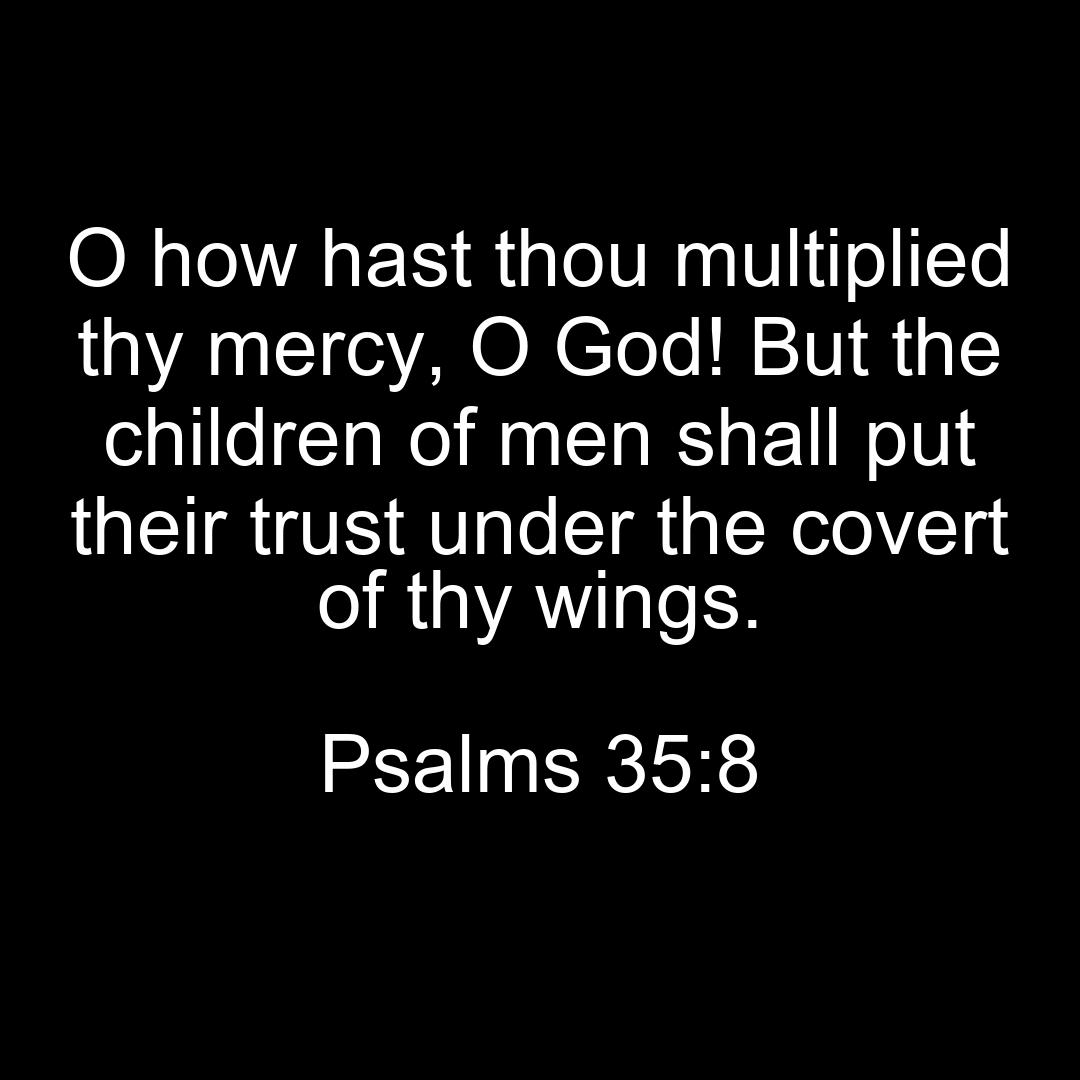 O how hast thou multiplied
thy mercy, O God! But the
children of men shall put
their trust under the covert
of thy wings.
Psalms 35:8